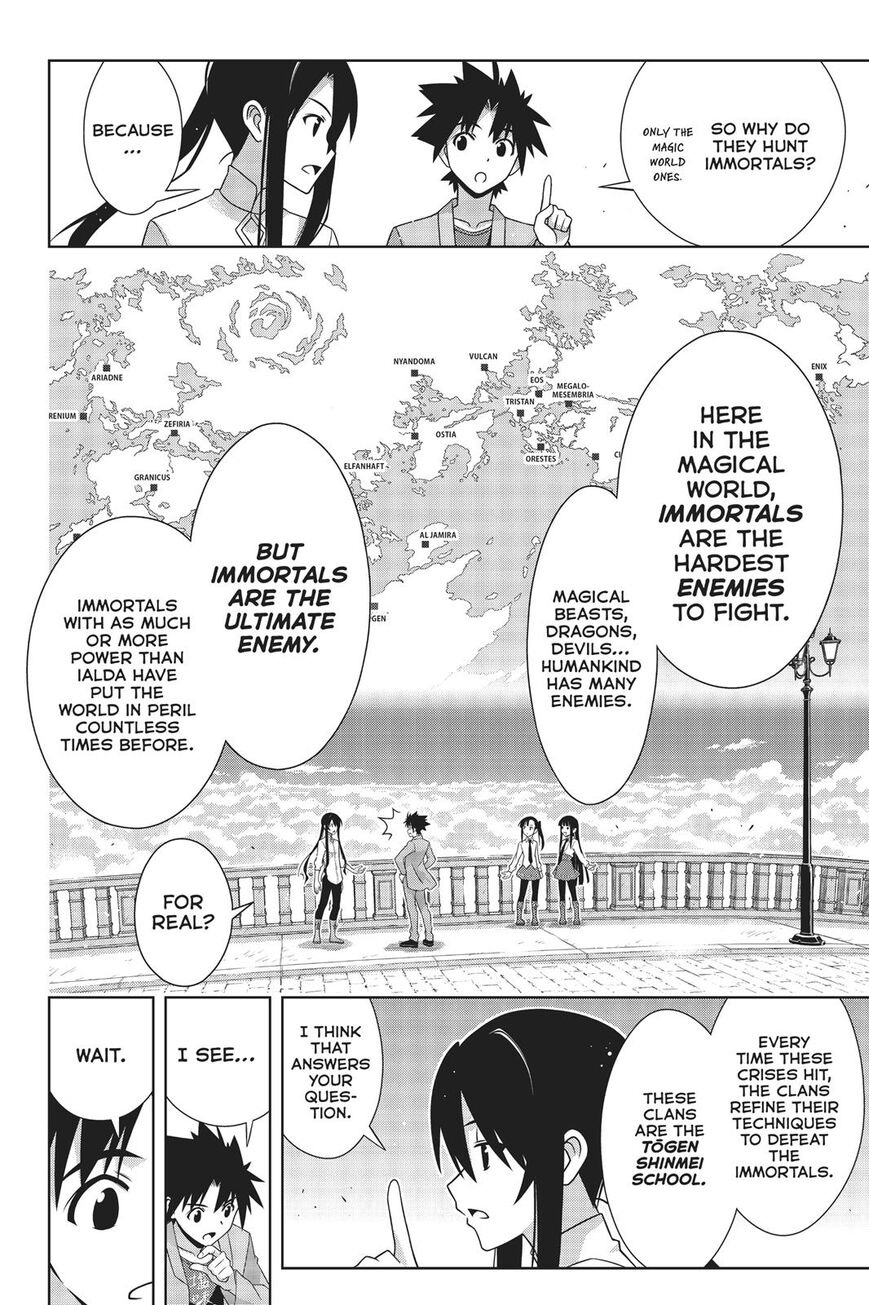 SO WHY DO
THEY HUNT
IMMORTALS?
ONLY THE
MAGIC
WORLD
ONES.
BECAUSE
...
HERE
IN THE
MAGICAL
WORLD,
IMMORTALS
ARE THE
HARDEST
ENEMIES
TO FIGHT.
MAGICAL
BEASTS,
DRAGONS,
DEVILS...
HUMANKIND
HAS MANY
ENEMIES.
BUT
IMMORTALS
ARE THE
ULTIMATE
ENEMY.
IMMORTALS
WITH AS MUCH
OR MORE
POWER THAN
IALDA HAVE
PUT THE
WORLD IN PERIL
COUNTLESS
TIMES BEFORE.
FOR
REAL?
ARIADNE
RENIUM
ZEFIRIA
GRANICUS
NYANDOMA
VULCAN
EOS
MEGALO-
MESEMBRIA
TRISTAN
OSTIA
ORESTES
ELFANHAFT
AL JAMIRA
GEN
ENIX
EVERY
TIME THESE
CRISES HIT,
THE CLANS
REFINE THEIR
TECHNIQUES
TO DEFEAT
THE
IMMORTALS.
THESE
CLANS
ARE THE
TŌGEN
SHINMEI
SCHOOL.
I THINK
THAT
ANSWERS
YOUR
QUES-
TION.
I SEE...
WAIT.